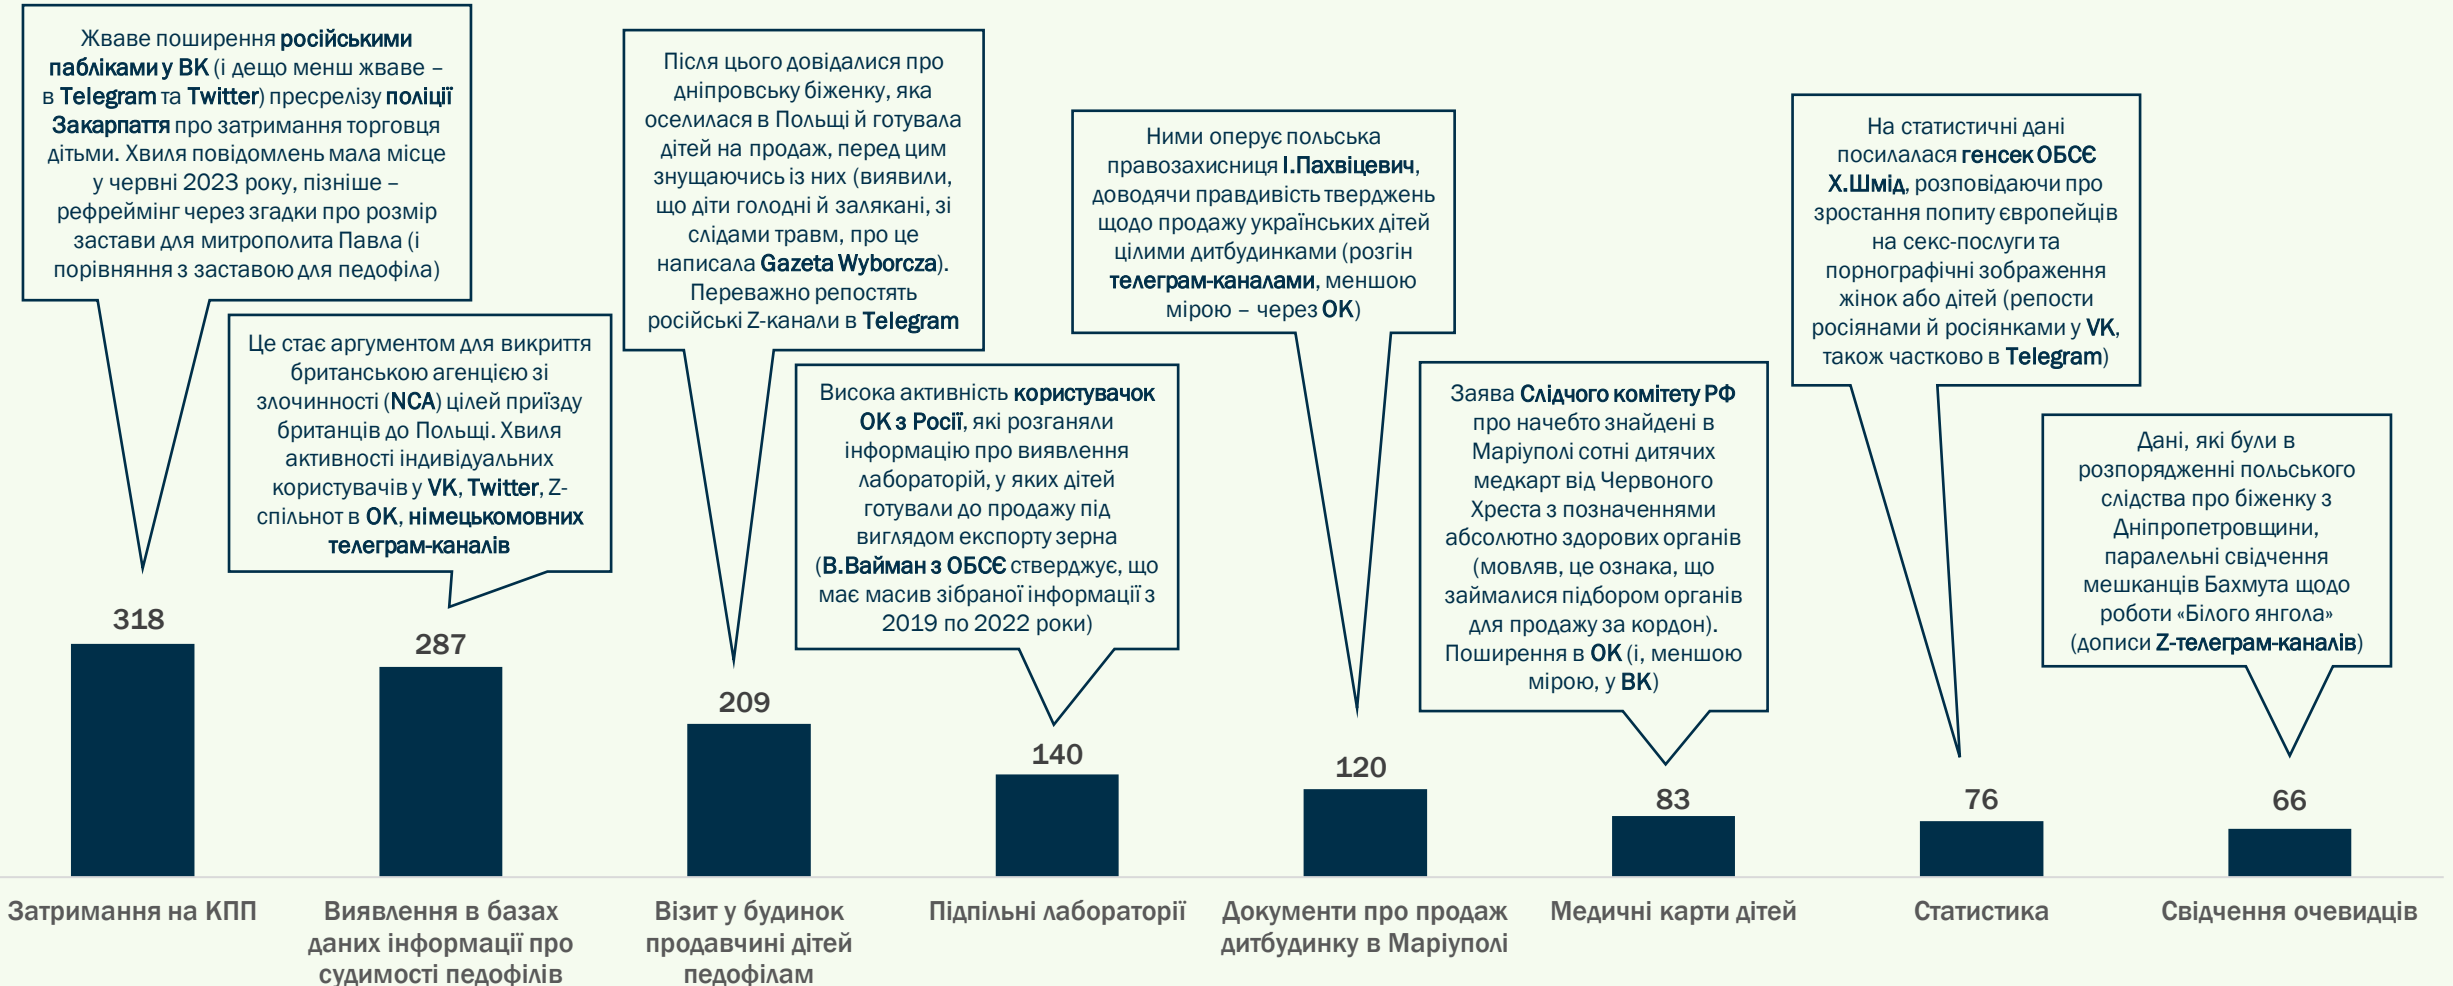 Жваве поширення російськими
пабліками у ВК (і дещо менш жваве –
в Telegram та Twitter) пресрелізу поліції
Закарпаття про затримання торговця
дітьми. Хвиля повідомлень мала місце
у червні 2023 року, пізніше –
рефреймінг через згадки про розмір
застави для митрополита Павла (і
порівняння з заставою для педофіла)
Це стає аргументом для викриття
британською агенцією зі
злочинності (NCA) цілей приїзду
британців до Польщі. Хвиля
активності індивідуальних
користувачів у VK, Twitter, Z-
спільнот в ОК, німецькомовних
телеграм-каналів
Після цього довідалися про
дніпровську біженку, яка
оселилася в Польщі й готувала
дітей на продаж, перед цим
знущаючись із них (виявили,
що діти голодні й залякані, зі
слідами травм, про це
написала Gazeta Wyborcza).
Переважно репостять
російські Z-канали в Telegram
Висока активність користувачок
ОК з Росії, які розганяли
інформацію про виявлення
лабораторій, у яких дітей
готували до продажу під
виглядом експорту зерна
(В.Вайман з ОБСЄ стверджує, що
має масив зібраної інформації з
2019 по 2022 роки)
Ними оперує польська
правозахисниця І.Пахвіцевич,
доводячи правдивість тверджень
щодо продажу українських дітей
цілими дитбудинками (розгін
телеграм-каналами, меншою
мірою – через ОК)
Заява Слідчого комітету РФ
про начебто знайдені в
Маріуполі сотні дитячих
медкарт від Червоного
Хреста з позначеннями
абсолютно здорових органів
(мовляв, це ознака, що
займалися підбором органів
для продажу за кордон).
Поширення в ОК (і, меншою
мірою, у ВК)
На статистичні дані
посилалася генсек ОБСЄ
Х.Шмід, розповідаючи про
зростання попиту європейців
на секс-послуги та
порнографічні зображення
жінок або дітей (репости
росіянами й росіянками у VK,
також частково в Telegram)
Дані, які були в
розпорядженні польського
слідства про біженку з
Дніпропетровщини,
паралельні свідчення
мешканців Бахмута щодо
роботи «Білого янгола»
(дописи Z-телеграм-каналів)
318
287
209
140
120
83
76
66
Затримання на КПП
Виявлення в базах
даних інформації про
судимості педофілів
Візит у будинок
продавчині дітей
педофілам
Підпільні лабораторії
Документи про продаж
дитбудинку в Маріуполі
Медичні карти дітей
Статистика
Свідчення очевидців